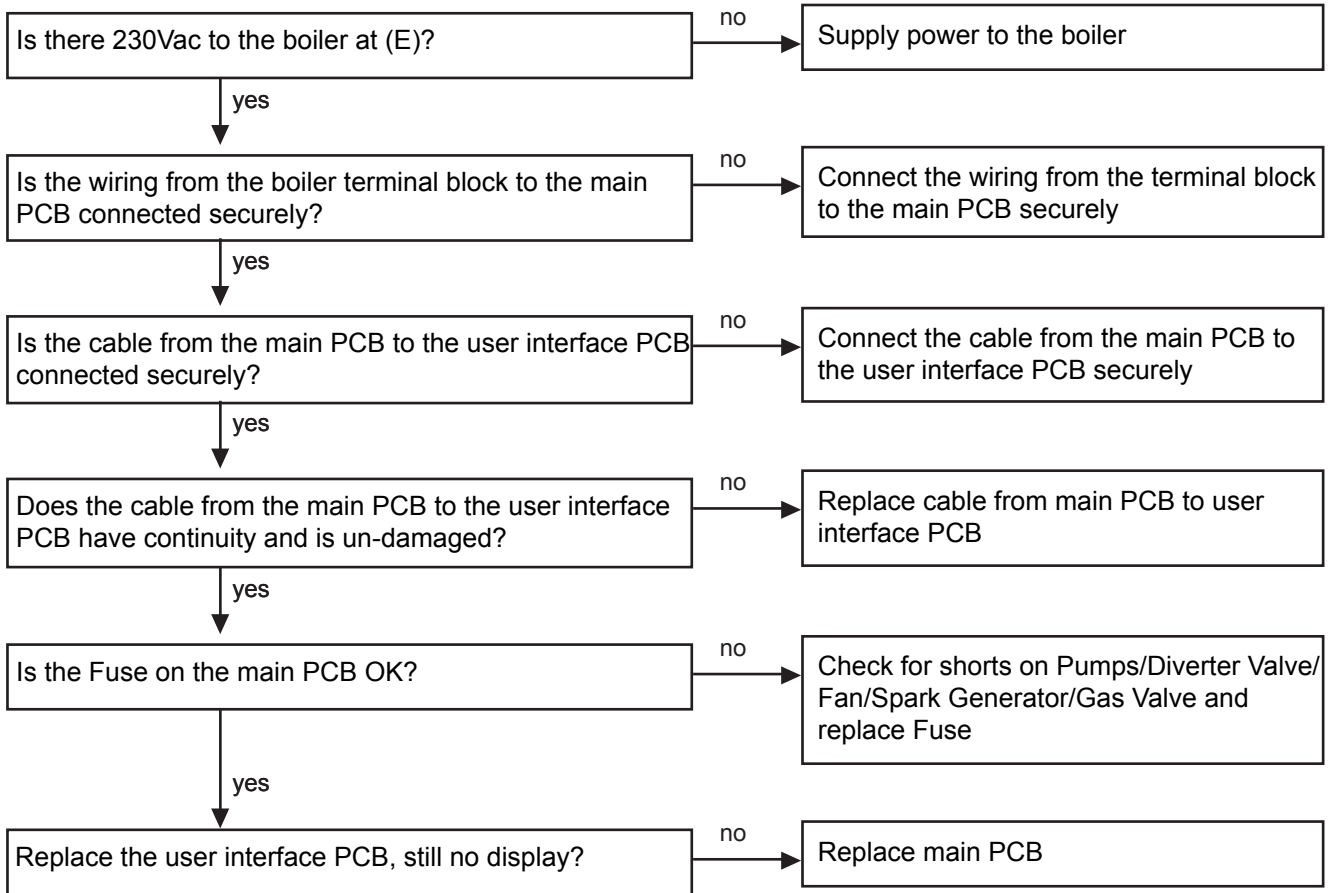 Is there 230Vac to the boiler at (E)?
no
Supply power to the boiler
yes
Is the wiring from the boiler terminal block to the main
PCB connected securely?
no
Connect the wiring from the terminal block
to the main PCB securely
yes
Is the cable from the main PCB to the user interface PCB
connected securely?
no
Connect the cable from the main PCB to
the user interface PCB securely
yes
Does the cable from the main PCB to the user interface
PCB have continuity and is un-damaged?
no
Replace cable from main PCB to user
interface PCB
yes
Is the Fuse on the main PCB OK?
no
Check for shorts on Pumps/Diverter Valve/
Fan/Spark Generator/Gas Valve and
replace Fuse
yes
Replace the user interface PCB, still no display?
no
Replace main PCB